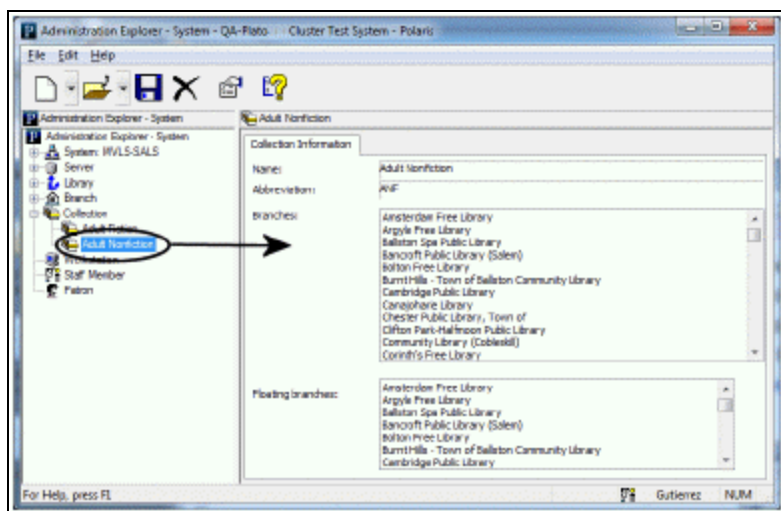 Administration Explorer - System - QA-Plato Cluster Test System - Polaris
File Edit Help
Administration Explorer - System
Adult Nonfiction
Administration Explorer - System
System: MVLS-SALS
Server
Library
Branch
Collection
Adult Fiction
Adult Nonfiction
Workstation
Staff Member
Patron
Collection Information
Name: Adult Nonfiction
Abbreviation: ANF
Branches:
Amsterdam Free Library
Argyle Free Library
Ballston Spa Public Library
Bancroft Public Library (Salem)
Bolton Free Library
Burnt Hills - Town of Ballston Community Library
Cambridge Public Library
Canajoharie Library
Chester Public Library, Town of
Clifton Park-Halfmoon Public Library
Community Library (Cobleskill)
Corinth's Free Library
Floating branches:
Amsterdam Free Library
Argyle Free Library
Ballston Spa Public Library
Bancroft Public Library (Salem)
Bolton Free Library
Burnt Hills - Town of Ballston Community Library
Cambridge Public Library
For Help, press F1
Gutierrez NUM